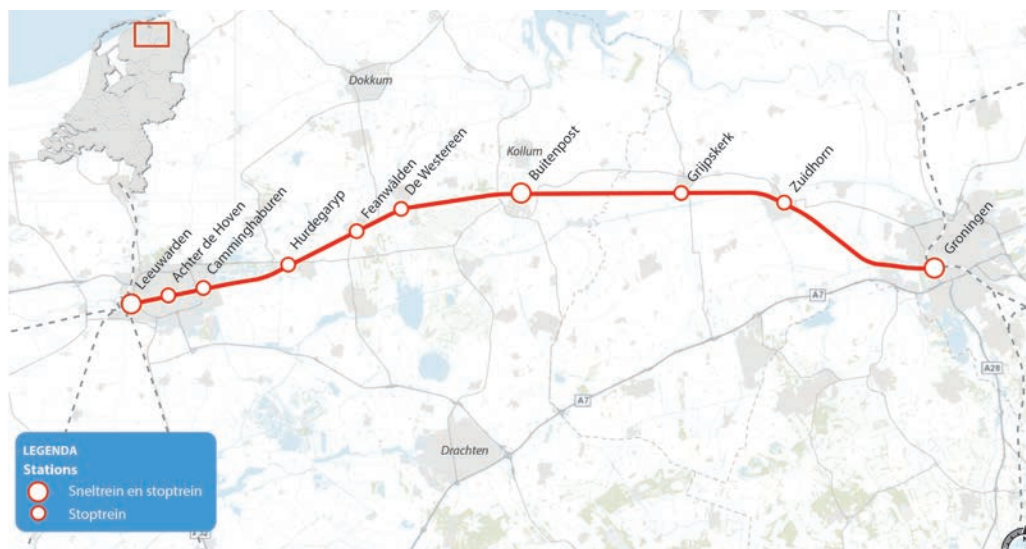 Dokkum
Kollum
Leeuwarden
Achter de Hoven
Camminghaburen
Hurdegaryp
Feanwâlden
De Westereen
Buitenpost
Grijpskerk
Zuidhorn
Groningen
A7
A7
A28
Drachten
LEGENDA
Stations
Sneltrein en stoptrein
Stoptrein